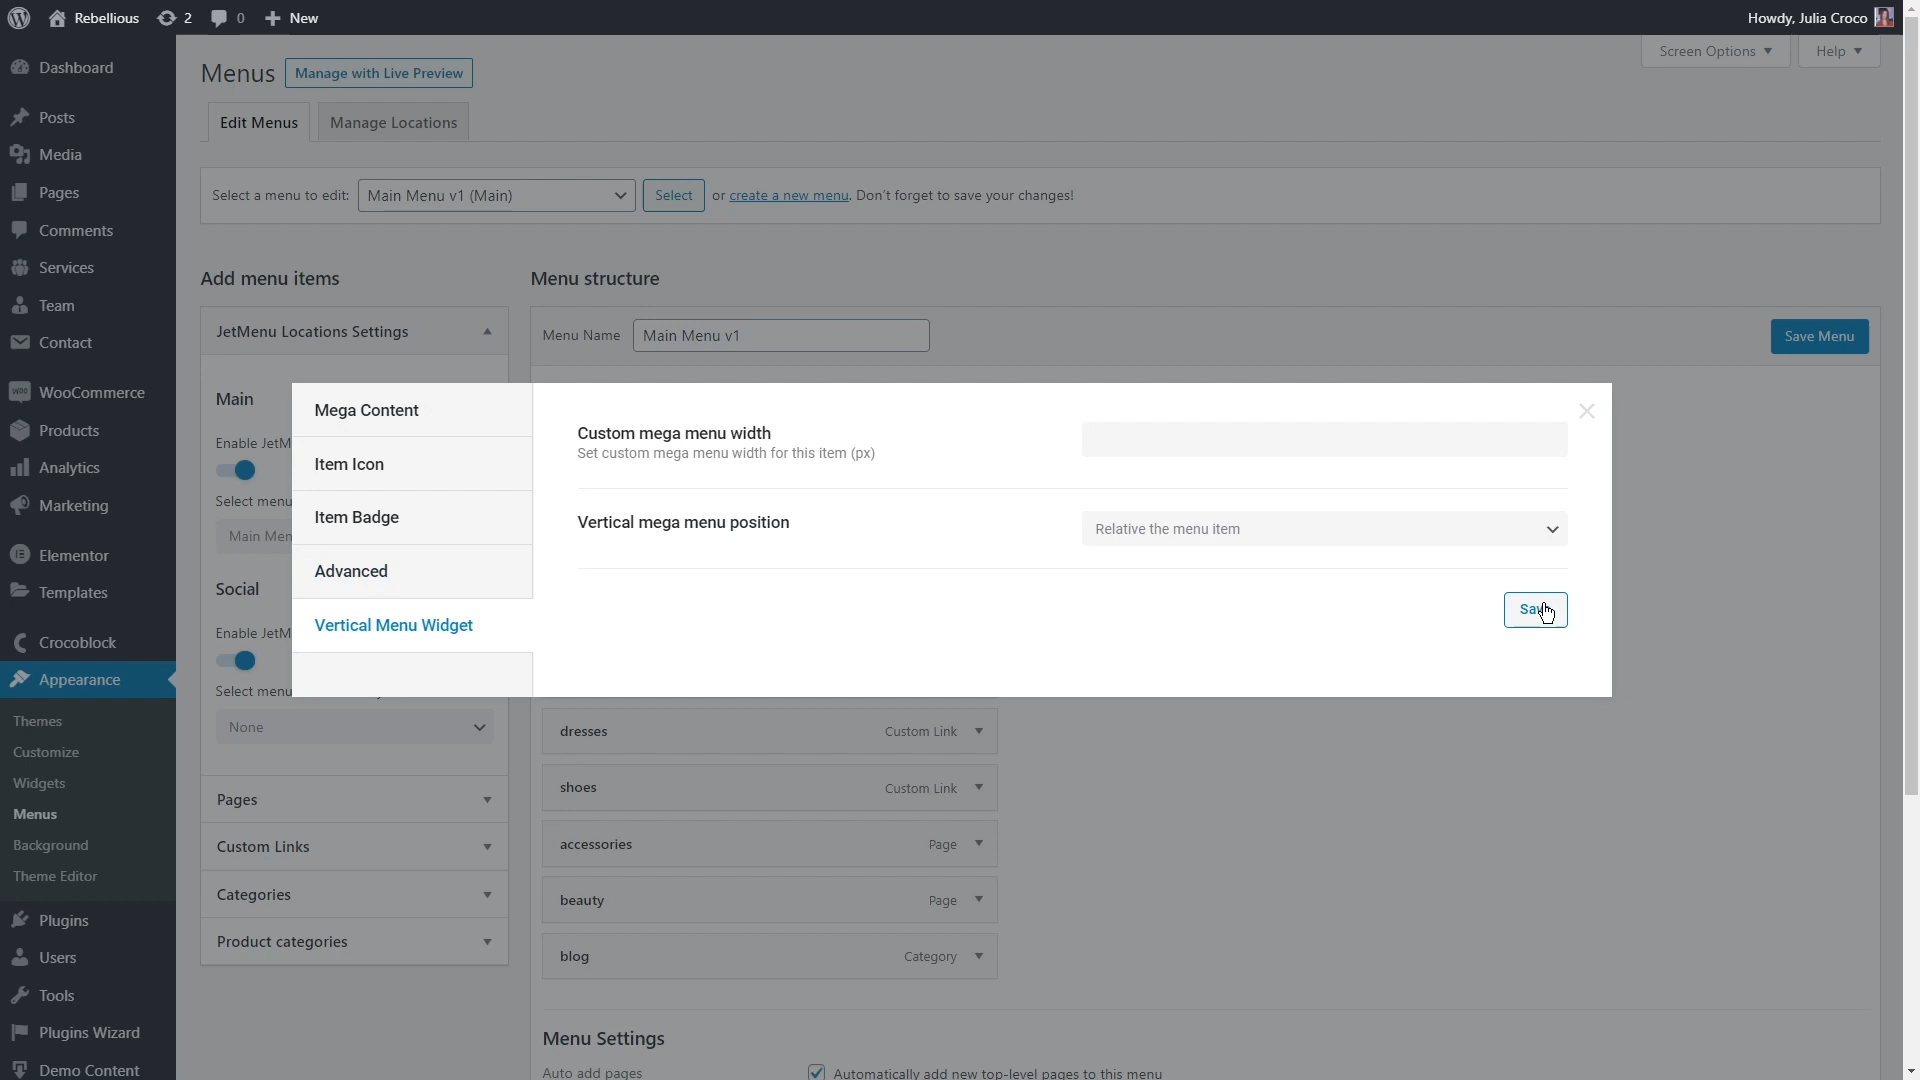 Rebellious
2
0
New
Howdy, Julia Croco
Dashboard
Posts
Media
Pages
Comments
Services
Team
Contact
WooCommerce
Products
Analytics
Marketing
Elementor
Templates
Crocoblock
Appearance
Themes
Customize
Widgets
Menus
Background
Theme Editor
Plugins
Users
Tools
Plugins Wizard
Demo Content
Screen Options
Help
Menus
Manage with Live Preview
Edit Menus
Manage Locations
Select a menu to edit:
Main Menu v1 (Main)
Select
or create a new menu. Don't forget to save your changes!
Add menu items
JetMenu Locations Settings
Main
Select menu
Social
Select menu
None
Pages
Custom Links
Categories
Product categories
Menu structure
Menu Name
Main Menu v1
Save Menu
Mega Content
Item Icon
Item Badge
Advanced
Vertical Menu Widget
Custom mega menu width
Set custom mega menu width for this item (px)
Vertical mega menu position
Relative the menu item
dresses
Custom Link
shoes
Custom Link
accessories
Page
beauty
Page
blog
Category
Menu Settings
Auto add pages
Automatically add new top-level pages to this menu